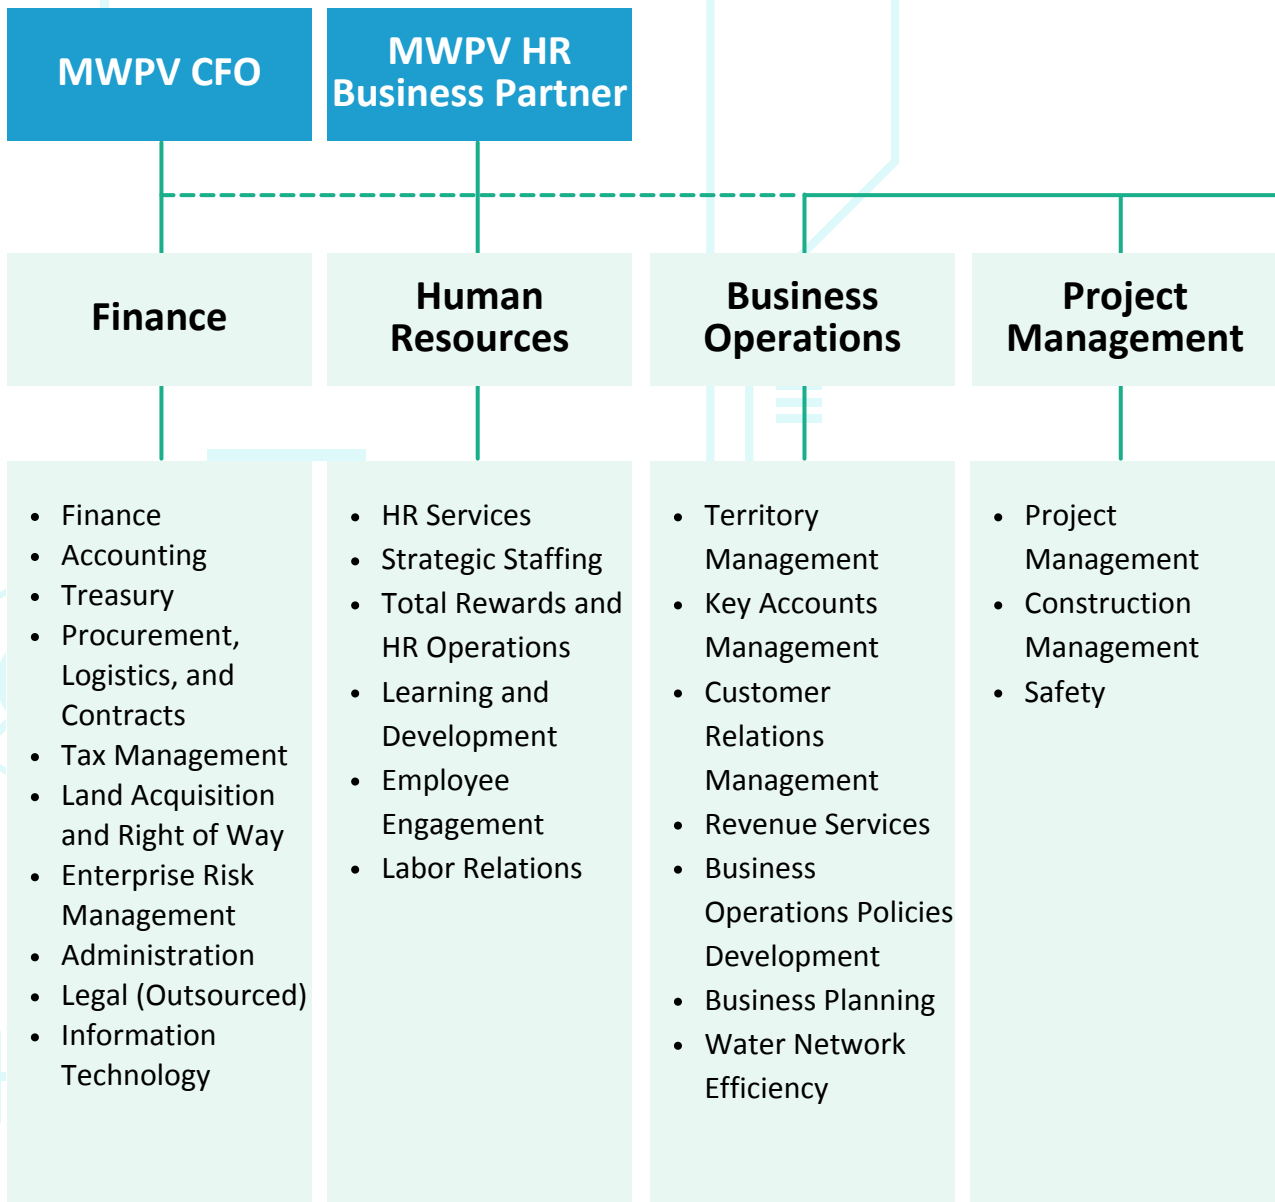 MWPV CFO
MWPV HR
Business Partner
Finance
Human
Resources
Business
Operations
Project
Management
• Finance
• Accounting
• Treasury
• Procurement,
Logistics, and
Contracts
• Tax Management
• Land Acquisition
and Right of Way
• Enterprise Risk
Management
• Administration
• Legal (Outsourced)
• Information
Technology
• HR Services
• Strategic Staffing
• Total Rewards and
HR Operations
• Learning and
Development
• Employee
Engagement
• Labor Relations
• Territory
Management
• Key Accounts
Management
• Customer
Relations
Management
• Revenue Services
• Business
Operations Policies
Development
• Business Planning
• Water Network
Efficiency
• Project
Management
• Construction
Management
• Safety